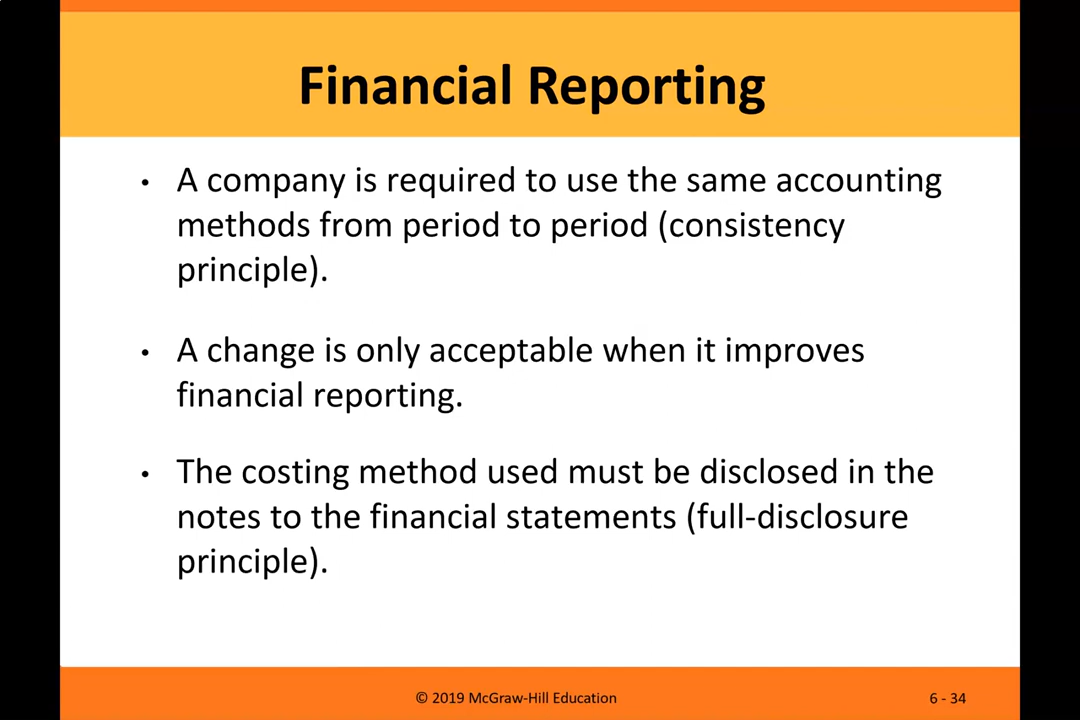 Financial Reporting
• A company is required to use the same accounting
methods from period to period (consistency
principle).
• A change is only acceptable when it improves
financial reporting.
• The costing method used must be disclosed in the
notes to the financial statements (full-disclosure
principle).
© 2019 McGraw-Hill Education 6 - 34